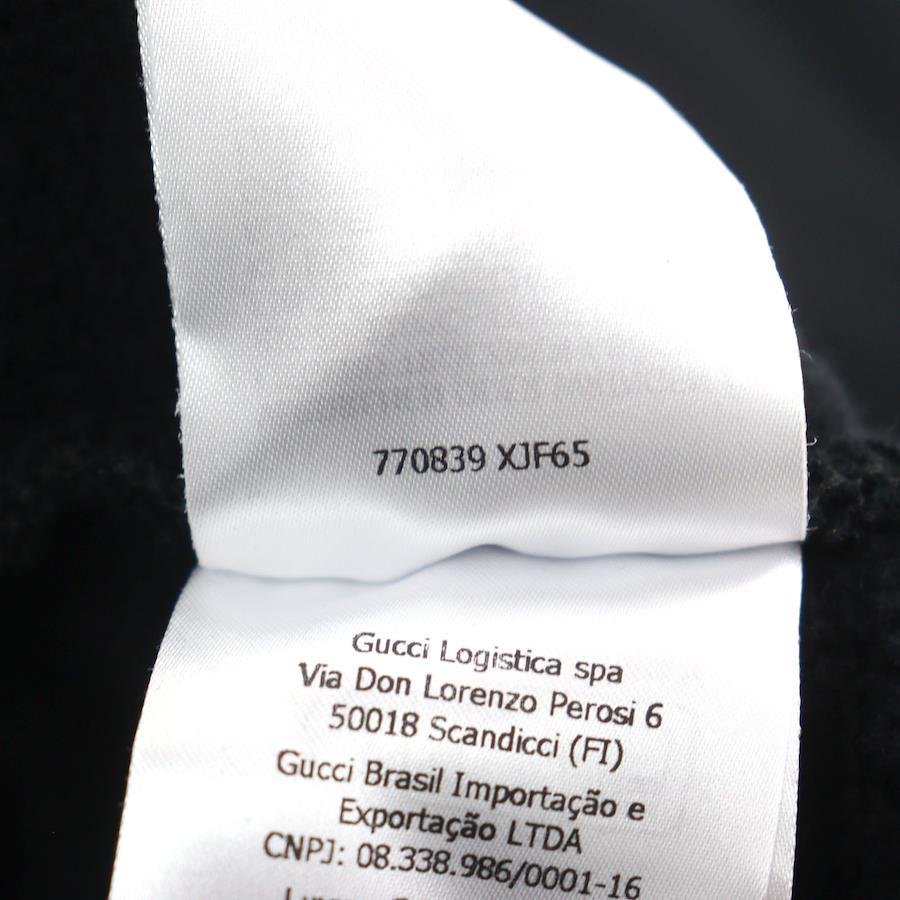 770839 XJF65
Gucci Logistica spa
Via Don Lorenzo Perosi 6
50018 Scandicci (FI)
Gucci Brasil Importação e
Exportação LTDA
CNPJ: 08.338.986/0001-16